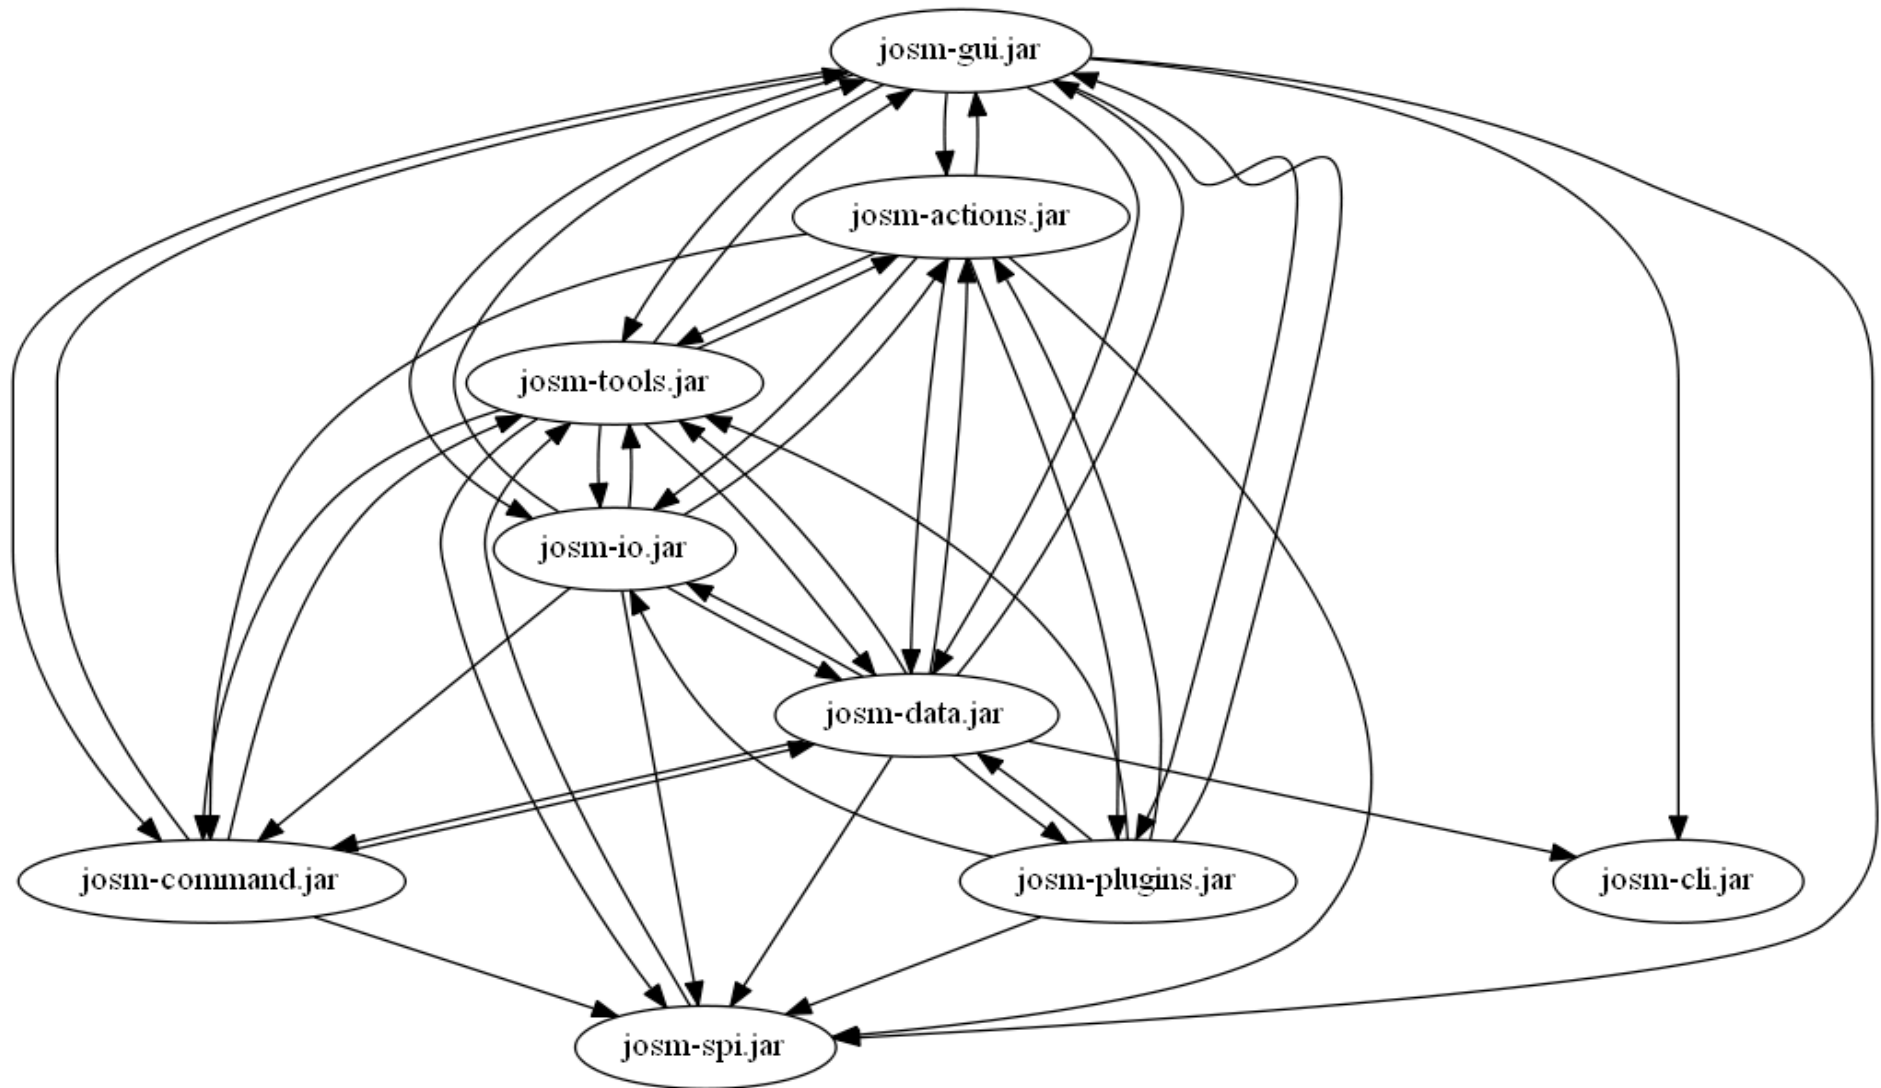 josm-gui.jar
josm-actions.jar
josm-tools.jar
josm-io.jar
josm-data.jar
josm-command.jar
josm-plugins.jar
josm-cli.jar
josm-spi.jar